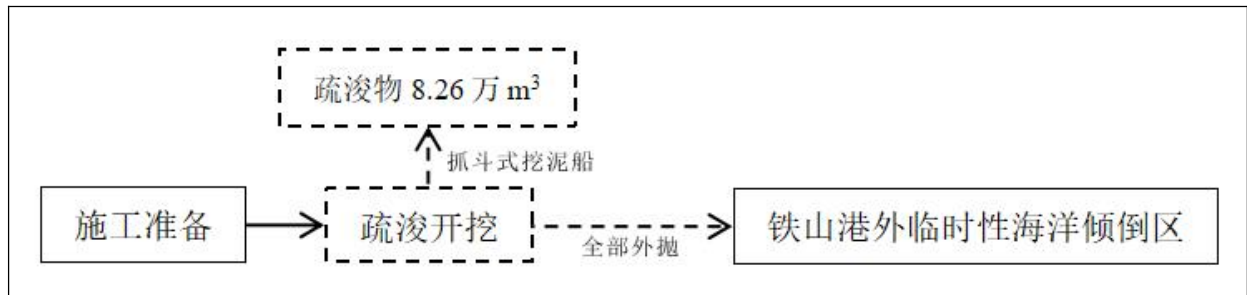 疏浚物 8.26 万 m³
抓斗式挖泥船
施工准备
疏浚开挖
全部外抛
铁山港外临时性海洋倾倒区